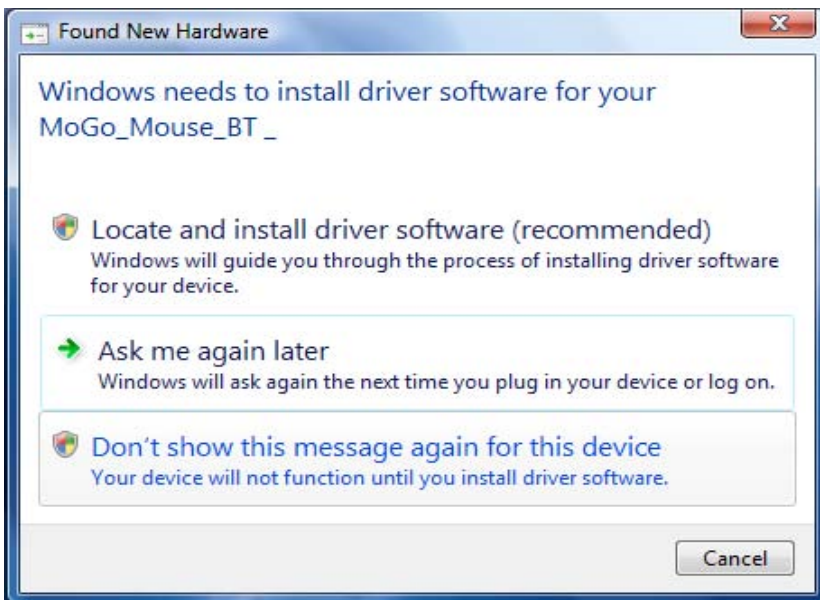 Found New Hardware
Windows needs to install driver software for your
MoGo_Mouse_BT _
Locate and install driver software (recommended)
Windows will guide you through the process of installing driver software
for your device.
Ask me again later
Windows will ask again the next time you plug in your device or log on.
Don't show this message again for this device
Your device will not function until you install driver software.
Cancel